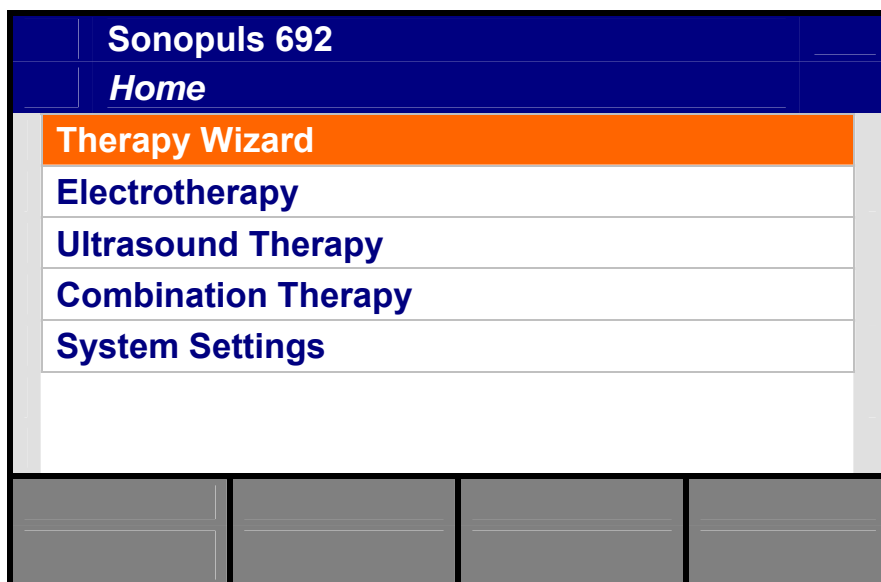 Sonopuls 692
Home
Therapy Wizard
Electrotherapy
Ultrasound Therapy
Combination Therapy
System Settings